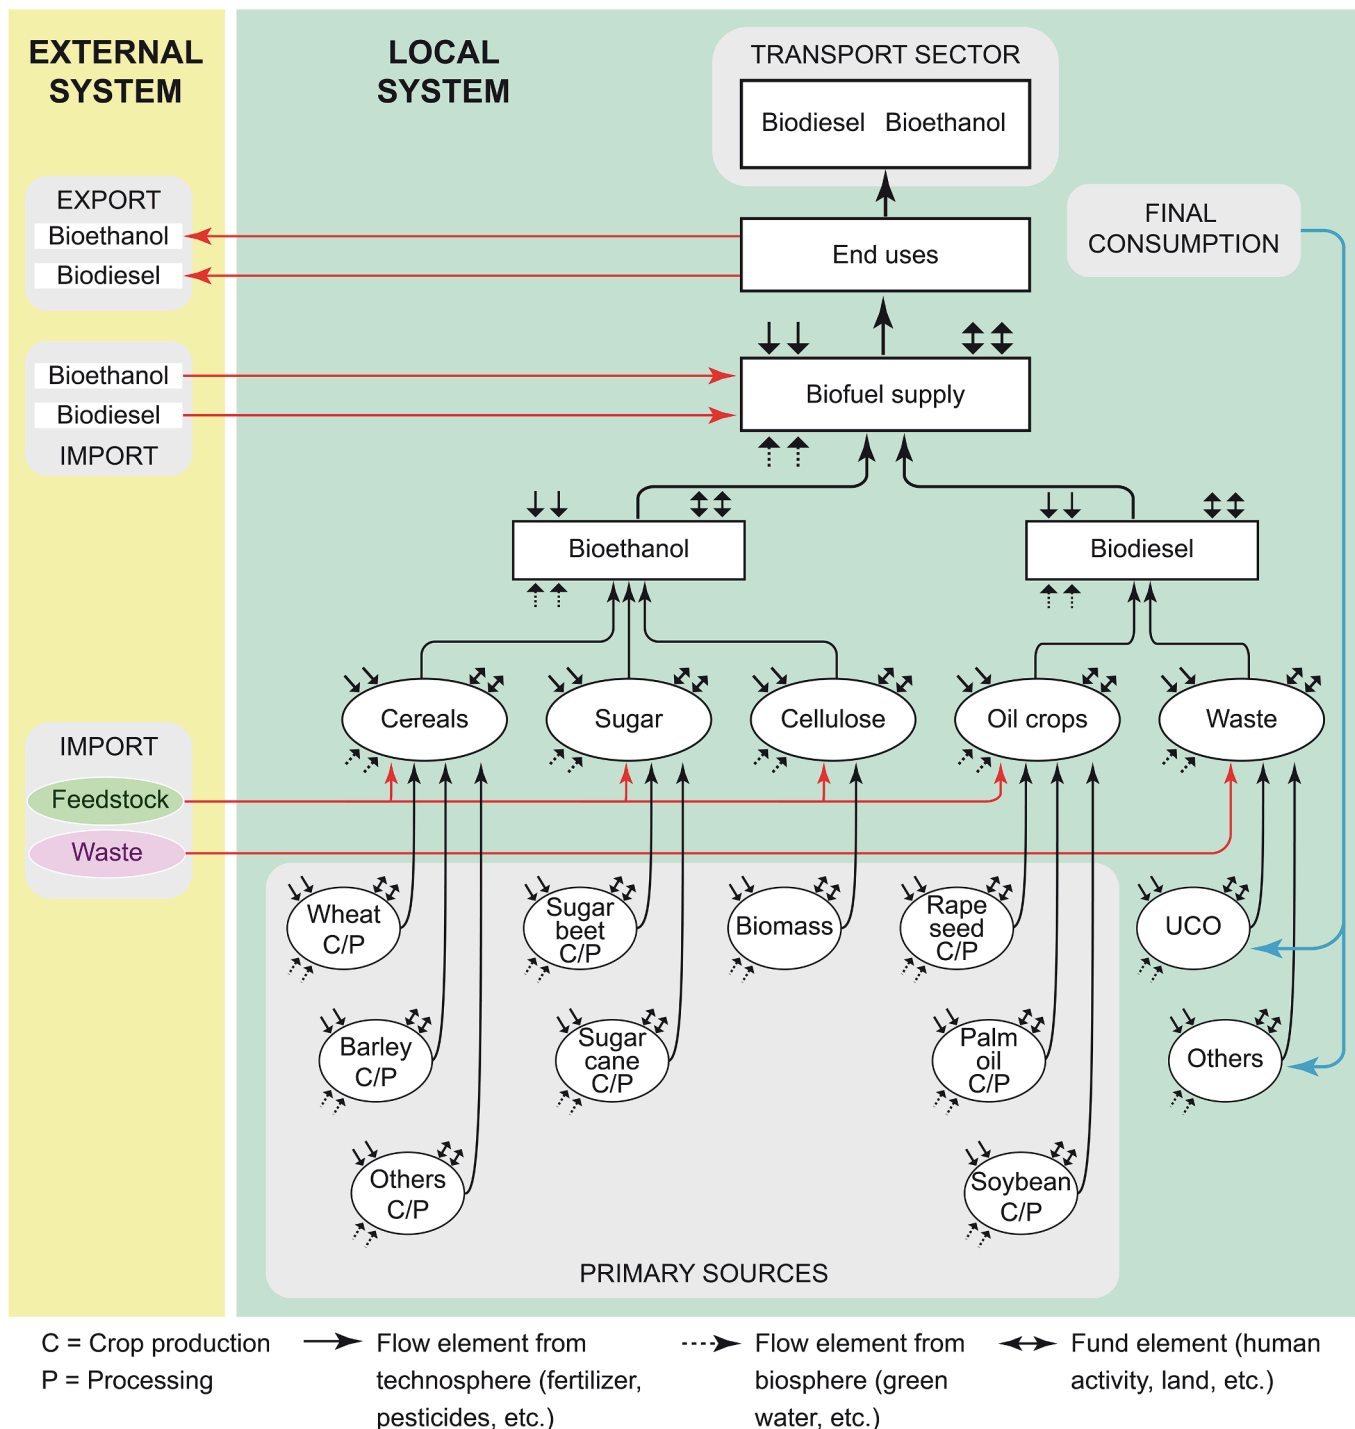 EXTERNAL
SYSTEM
LOCAL
SYSTEM
TRANSPORT SECTOR
Biodiesel Bioethanol
EXPORT
Bioethanol
Biodiesel
End uses
FINAL
CONSUMPTION
Bioethanol
Biodiesel
IMPORT
Biofuel supply
Bioethanol
Biodiesel
Cereals
Sugar
Cellulose
Oil crops
Waste
IMPORT
Feedstock
Waste
Wheat
C/P
Sugar
beet
C/P
Biomass
Rape
seed
C/P
UCO
Barley
C/P
Sugar
cane
C/P
Palm
oil
C/P
Others
Others
C/P
Soybean
C/P
PRIMARY SOURCES
C = Crop production
P = Processing
Flow element from
technosphere (fertilizer,
pesticides, etc.)
Flow element from
biosphere (green
water, etc.)
Fund element (human
activity, land, etc.)